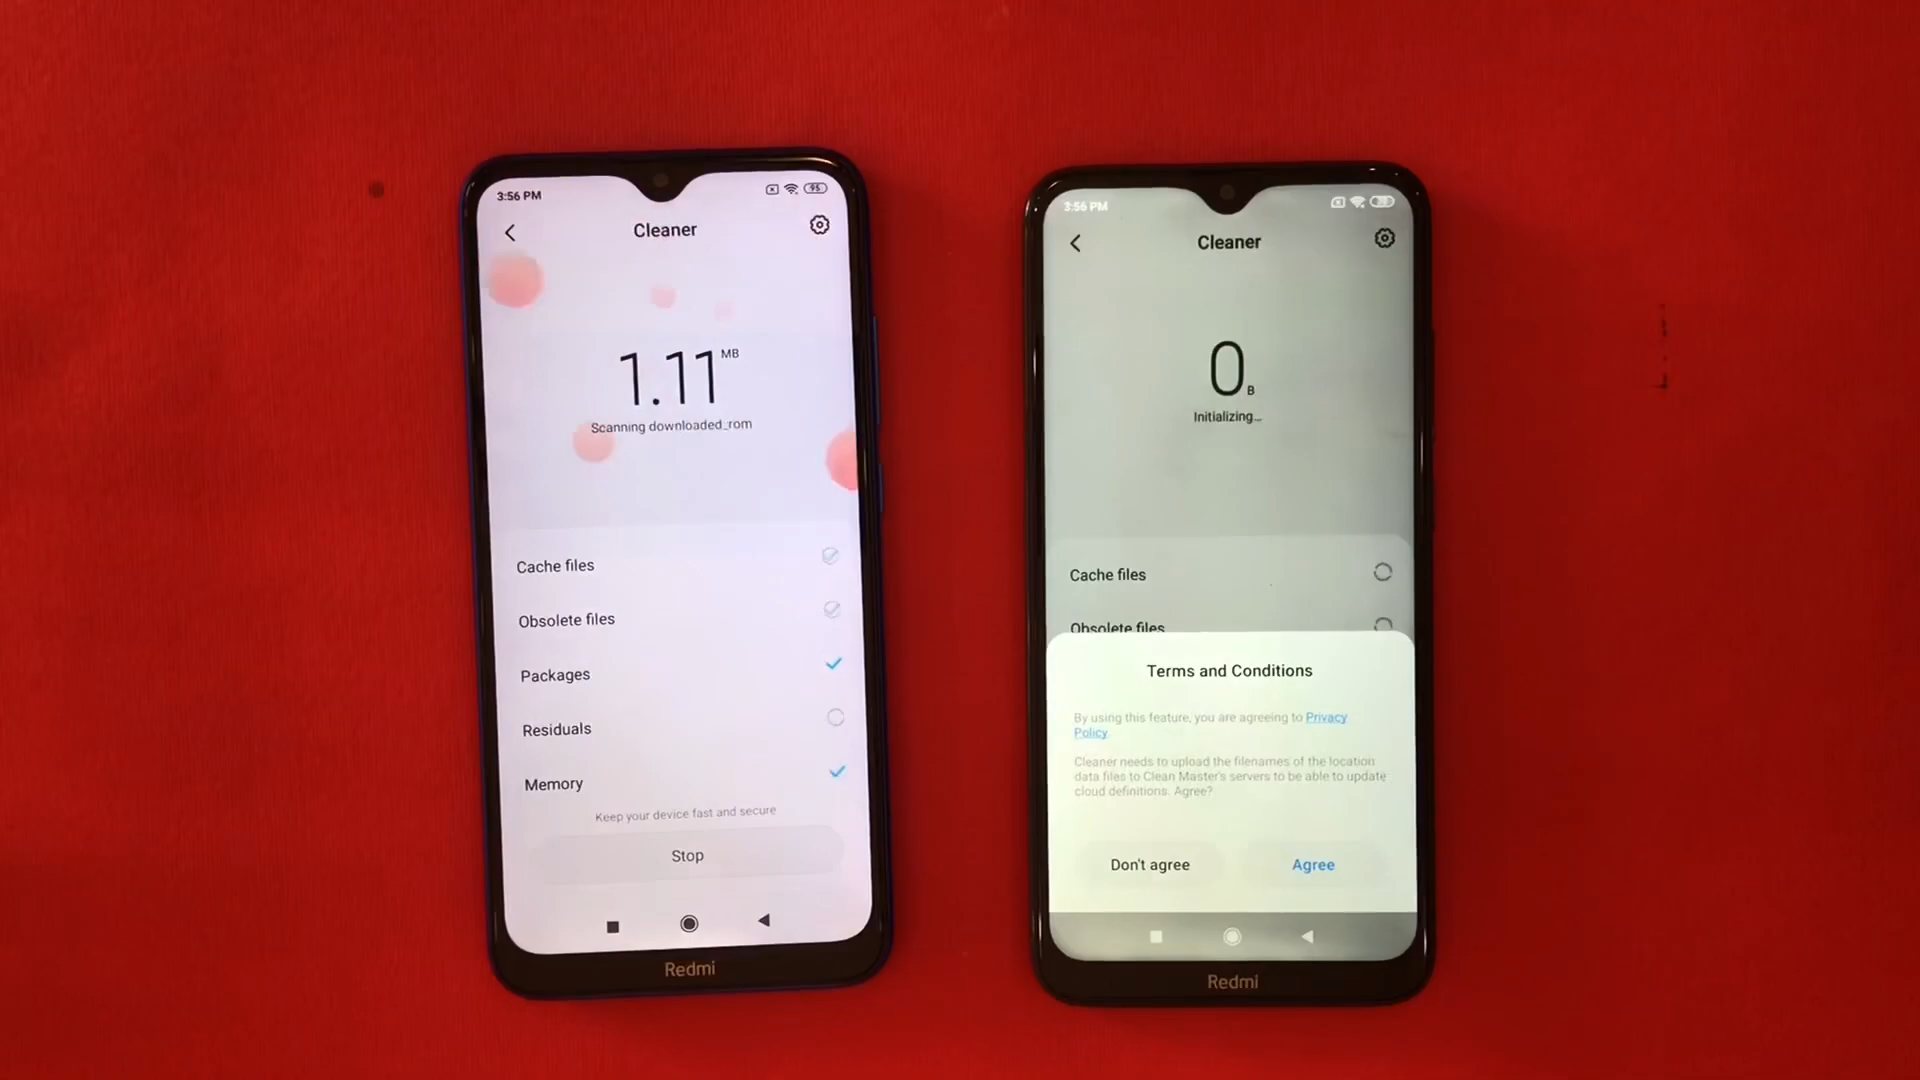 3:56 PM
95
Cleaner
1.11 MB
Scanning downloaded_rom
Cache files
Obsolete files
Packages
Residuals
Memory
Keep your device fast and secure
Stop
Redmi
3:56 PM
Cleaner
0 B
Initializing...
Cache files
Obsolete files
Terms and Conditions
By using this feature, you are agreeing to Privacy
Policy.
Cleaner needs to upload the filenames of the location
data files to Clean Master's servers to be able to update
cloud definitions. Agree?
Don't agree
Agree
Redmi